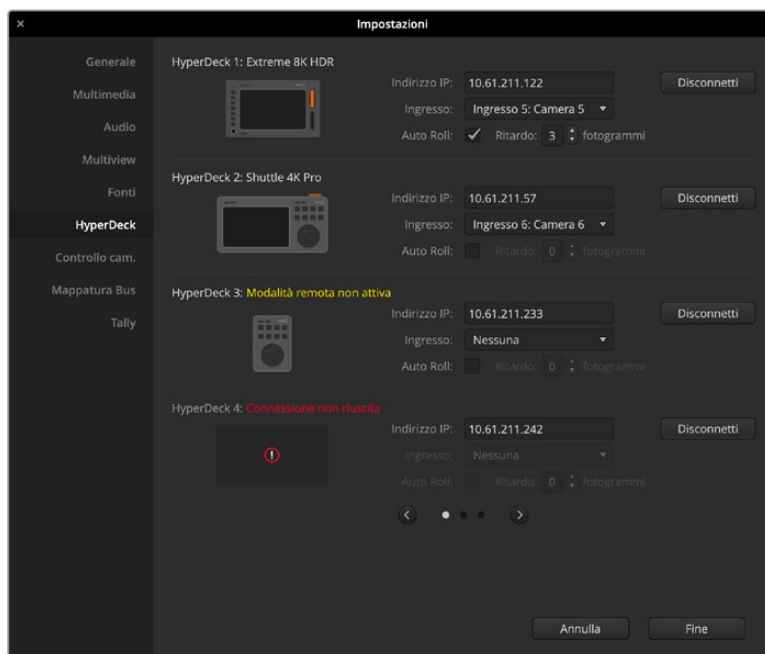 Impostazioni
Generale
Multimedia
Audio
Multiview
Fonti
HyperDeck
Controllo cam.
Mappatura Bus
Tally
HyperDeck 1: Extreme 8K HDR
Indirizzo IP: 10.61.211.122 Disconnetti
Ingresso: Ingresso 5: Camera 5
Auto Roll: Ritardo: 3 fotogrammi
HyperDeck 2: Shuttle 4K Pro
Indirizzo IP: 10.61.211.57 Disconnetti
Ingresso: Ingresso 6: Camera 6
Auto Roll: Ritardo: 0 fotogrammi
HyperDeck 3: Modalità remota non attiva
Indirizzo IP: 10.61.211.233 Disconnetti
Ingresso: Nessuna
Auto Roll: Ritardo: 0 fotogrammi
HyperDeck 4: Connessione non riuscita
Indirizzo IP: 10.61.211.242 Disconnetti
Ingresso: Nessuna
Auto Roll: Ritardo: 0 fotogrammi
Annulla Fine